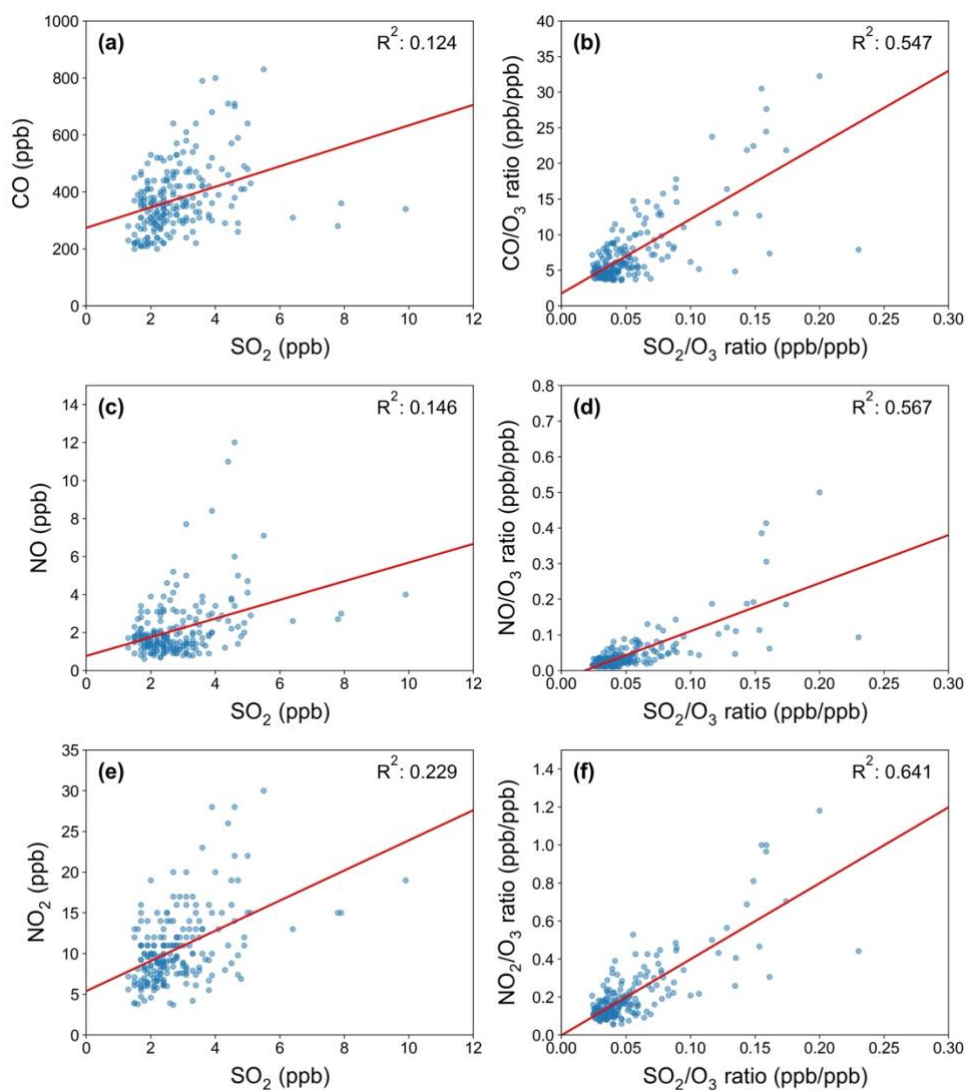 (a)
R²: 0.124
1000
800
600
400
200
0
CO (ppb)
0 2 4 6 8 10 12
SO₂ (ppb)
(b)
R²: 0.547
40
35
30
25
20
15
10
5
0
CO/O₃ ratio (ppb/ppb)
0.00 0.05 0.10 0.15 0.20 0.25 0.30
SO₂/O₃ ratio (ppb/ppb)
(c)
R²: 0.146
14
12
10
8
6
4
2
0
NO (ppb)
0 2 4 6 8 10 12
SO₂ (ppb)
(d)
R²: 0.567
0.8
0.7
0.6
0.5
0.4
0.3
0.2
0.1
0.0
NO/O₃ ratio (ppb/ppb)
0.00 0.05 0.10 0.15 0.20 0.25 0.30
SO₂/O₃ ratio (ppb/ppb)
(e)
R²: 0.229
35
30
25
20
15
10
5
0
NO₂ (ppb)
0 2 4 6 8 10 12
SO₂ (ppb)
(f)
R²: 0.641
1.4
1.2
1.0
0.8
0.6
0.4
0.2
0.0
NO₂/O₃ ratio (ppb/ppb)
0.00 0.05 0.10 0.15 0.20 0.25 0.30
SO₂/O₃ ratio (ppb/ppb)